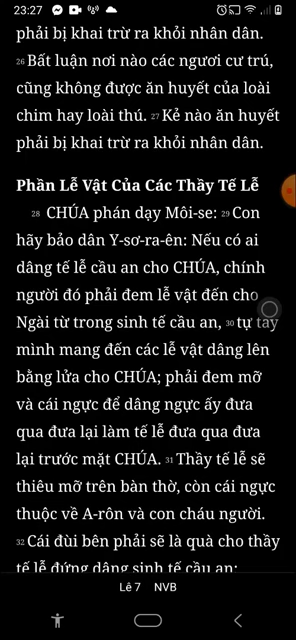 23:27
phải bị khai trừ ra khỏi nhân dân.
26 Bất luận nơi nào các ngươi cư trú,
cũng không được ăn huyết của loài
chim hay loài thú. 27 Kẻ nào ăn huyết
phải bị khai trừ ra khỏi nhân dân.
Phần Lễ Vật Của Các Thầy Tế Lễ
28 CHÚA phán dạy Môi-se: 29 Con
hãy bảo dân Y-sơ-ra-ên: Nếu có ai
dâng tế lễ cầu an cho CHÚA, chính
người đó phải đem lễ vật đến cho
Ngài từ trong sinh tế cầu an, 30 tự tay
mình mang đến các lễ vật dâng lên
bằng lửa cho CHÚA; phải đem mỡ
và cái ngực để dâng ngực ấy đưa
qua đưa lại làm tế lễ đưa qua đưa
lại trước mặt CHÚA. 31 Thầy tế lễ sẽ
thiêu mỡ trên bàn thờ, còn cái ngực
thuộc về A-rôn và con cháu người.
32 Cái đùi bên phải sẽ là quà cho thầy
tế lễ đứng dâng sinh tế cầu an;
Lê 7 NVB